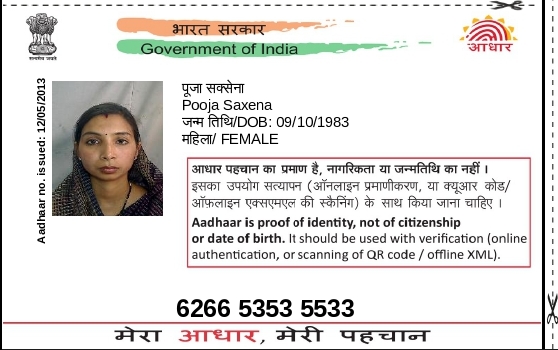 भारत सरकार
Government of India
आधार
सत्यमेव जयते
Aadhaar no. issued: 12/05/2013
पूजा सक्सेना
Pooja Saxena
जन्म तिथि/DOB: 09/10/1983
महिला/ FEMALE
आधार पहचान का प्रमाण है, नागरिकता या जन्मतिथि का नहीं ।
इसका उपयोग सत्यापन (ऑनलाइन प्रमाणीकरण, या क्यूआर कोड/
ऑफलाइन एक्सएमएल की स्कैनिंग) के साथ किया जाना चाहिए ।
Aadhaar is proof of identity, not of citizenship
or date of birth. It should be used with verification (online
authentication, or scanning of QR code / offline XML).
6266 5353 5533
मेरा आधार, मेरी पहचान